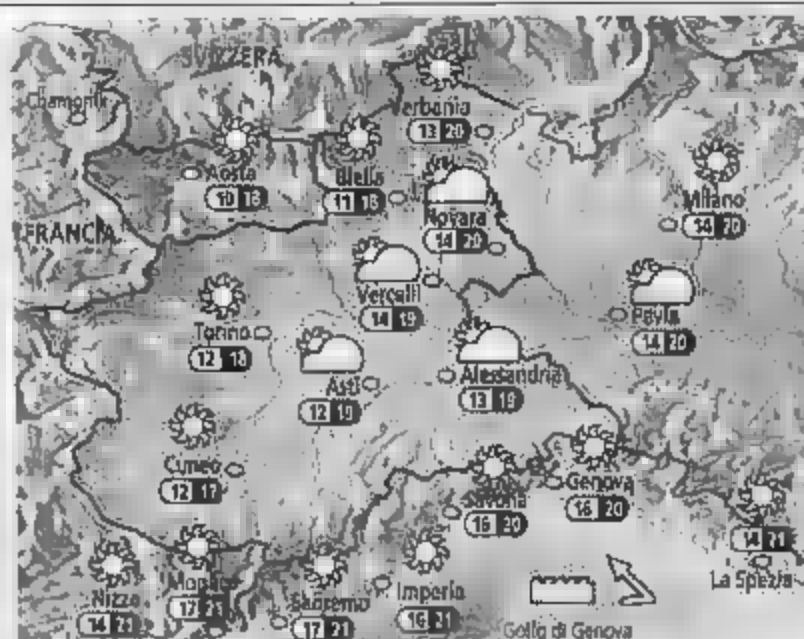 SVIZZERA
Chamonix
Verbania
13 20
Aosta
10 18
Biella
11 18
Milano
14 20
Novara
14 20
FRANCIA
Vercelli
14 19
Pavia
14 20
Torino
12 18
Asti
12 19
Alessandria
13 19
Cuneo
12 17
Savona
16 20
Genova
16 20
14 21
La Spezia
Monaco
17 21
Nizza
14 21
Sanremo
17 21
Imperia
16 21
Golfo di Genova